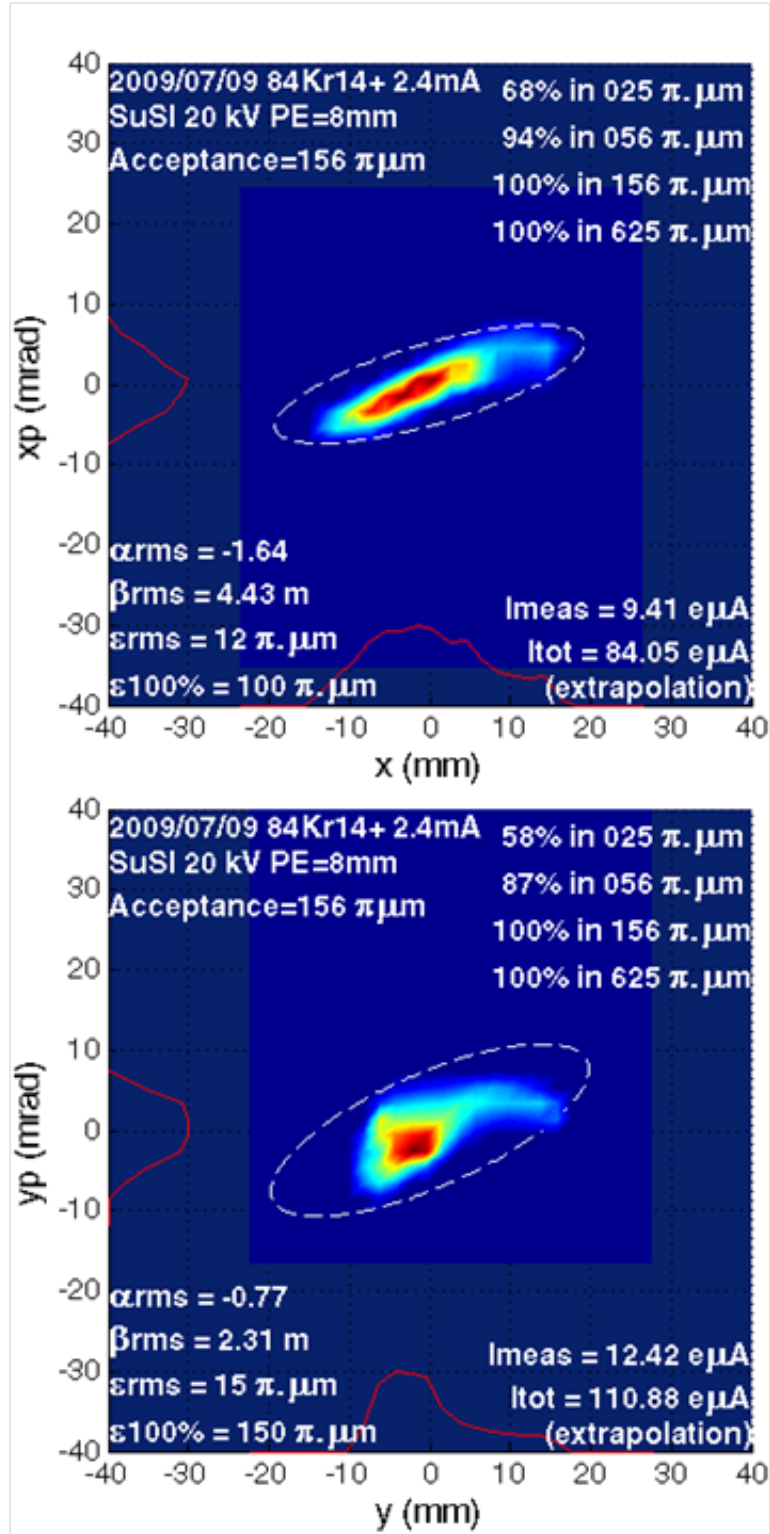 40
30
20
10
0
-10
-20
-30
-40
xp (mrad)
2009/07/09 84Kr14+ 2.4mA
SuSI 20 kV PE=8mm
Acceptance=156 πμm
68% in 025 π.μm
94% in 056 π.μm
100% in 156 π.μm
100% in 625 π.μm
αrms = -1.64
βrms = 4.43 m
εrms = 12 π.μm
ε100% = 100 π.μm
Imeas = 9.41 eμA
Itot = 84.05 eμA
(extrapolation)
-40 -30 -20 -10 0 10 20 30 40
x (mm)
40
30
20
10
0
-10
-20
-30
-40
yp (mrad)
2009/07/09 84Kr14+ 2.4mA
SuSI 20 kV PE=8mm
Acceptance=156 πμm
58% in 025 π.μm
87% in 056 π.μm
100% in 156 π.μm
100% in 625 π.μm
αrms = -0.77
βrms = 2.31 m
εrms = 15 π.μm
ε100% = 150 π.μm
Imeas = 12.42 eμA
Itot = 110.88 eμA
(extrapolation)
-40 -30 -20 -10 0 10 20 30 40
y (mm)